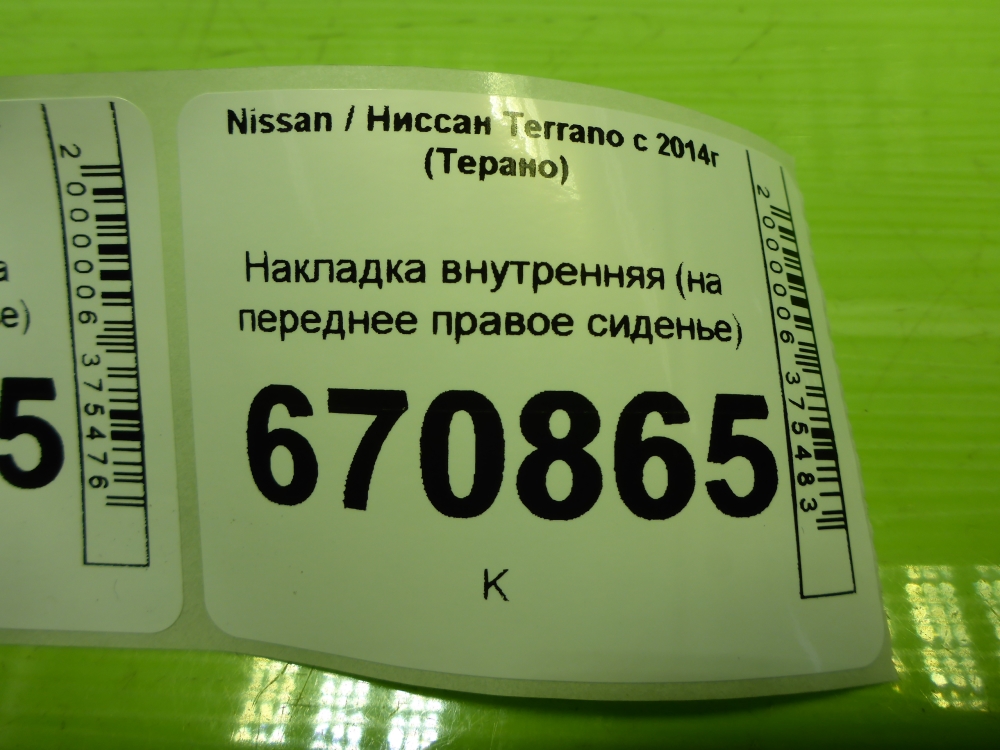 Nissan / Ниссан Terrano с 2014г
(Терано)
Накладка внутренняя (на
переднее правое сиденье)
670865
К
2000006375483
а
е)
5
2000006375476